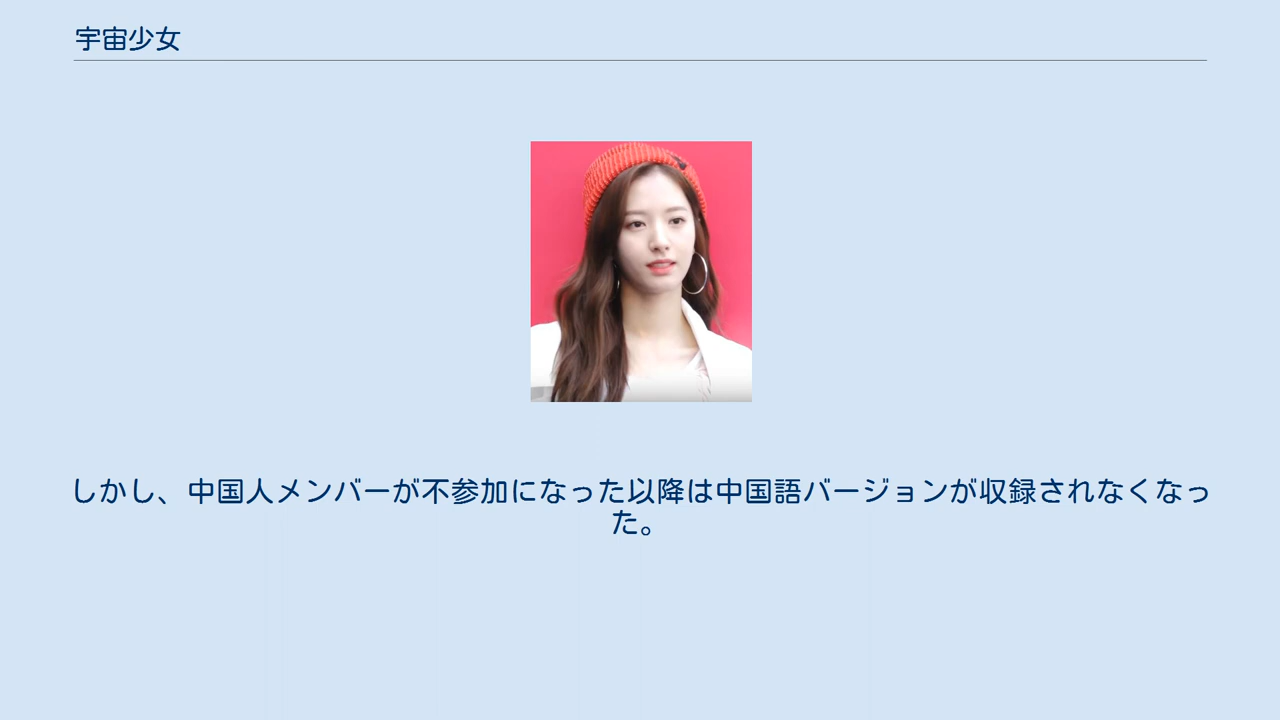 宇宙少女
しかし、中国人メンバーが不参加になった以降は中国語バージョンが収録されなくなっ
た。